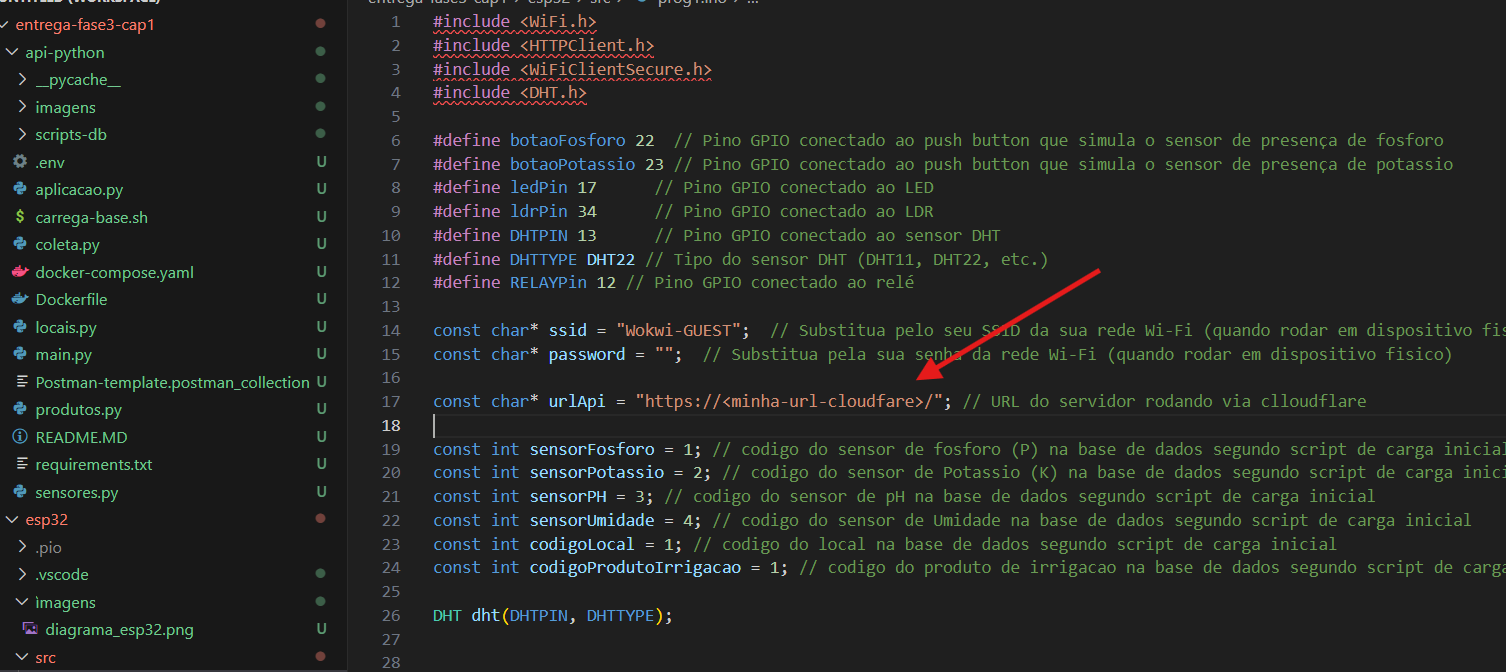 entrega-fase3-cap1
api-python
__pycache__
imagens
scripts-db
.env U
aplicacao.py U
$ carrega-base.sh U
coleta.py U
docker-compose.yaml U
Dockerfile U
locais.py U
main.py U
Postman-template.postman_collection U
produtos.py U
README.MD U
requirements.txt U
sensores.py U
esp32
.pio
.vscode
imagens
diagrama_esp32.png U
src
1 #include <WiFi.h>
2 #include <HTTPClient.h>
3 #include <WiFiClientSecure.h>
4 #include <DHT.h>
5
6 #define botaoFosforo 22 // Pino GPIO conectado ao push button que simula o sensor de presença de fosforo
7 #define botaoPotassio 23 // Pino GPIO conectado ao push button que simula o sensor de presença de potassio
8 #define ledPin 17 // Pino GPIO conectado ao LED
9 #define ldrPin 34 // Pino GPIO conectado ao LDR
10 #define DHTPIN 13 // Pino GPIO conectado ao sensor DHT
11 #define DHTTYPE DHT22 // Tipo do sensor DHT (DHT11, DHT22, etc.)
12 #define RELAYPin 12 // Pino GPIO conectado ao relé
13
14 const char* ssid = "Wokwi-GUEST"; // Substitua pelo seu SSID da sua rede Wi-Fi (quando rodar em dispositivo
15 const char* password = ""; // Substitua pela sua senha da rede Wi-Fi (quando rodar em dispositivo fisico)
16
17 const char* urlApi = "https://<minha-url-cloudfare>/"; // URL do servidor rodando via clloudflare
18
19 const int sensorFosforo = 1; // codigo do sensor de fosforo (P) na base de dados segundo script de carga
20 const int sensorPotassio = 2; // codigo do sensor de Potassio (K) na base de dados segundo script de carga
21 const int sensorPH = 3; // codigo do sensor de pH na base de dados segundo script de carga inicial
22 const int sensorUmidade = 4; // codigo do sensor de Umidade na base de dados segundo script de carga inicial
23 const int codigoLocal = 1; // codigo do local na base de dados segundo script de carga inicial
24 const int codigoProdutoIrrigacao = 1; // codigo do produto de irrigacao na base de dados segundo script de
25
26 DHT dht(DHTPIN, DHTTYPE);
27
28